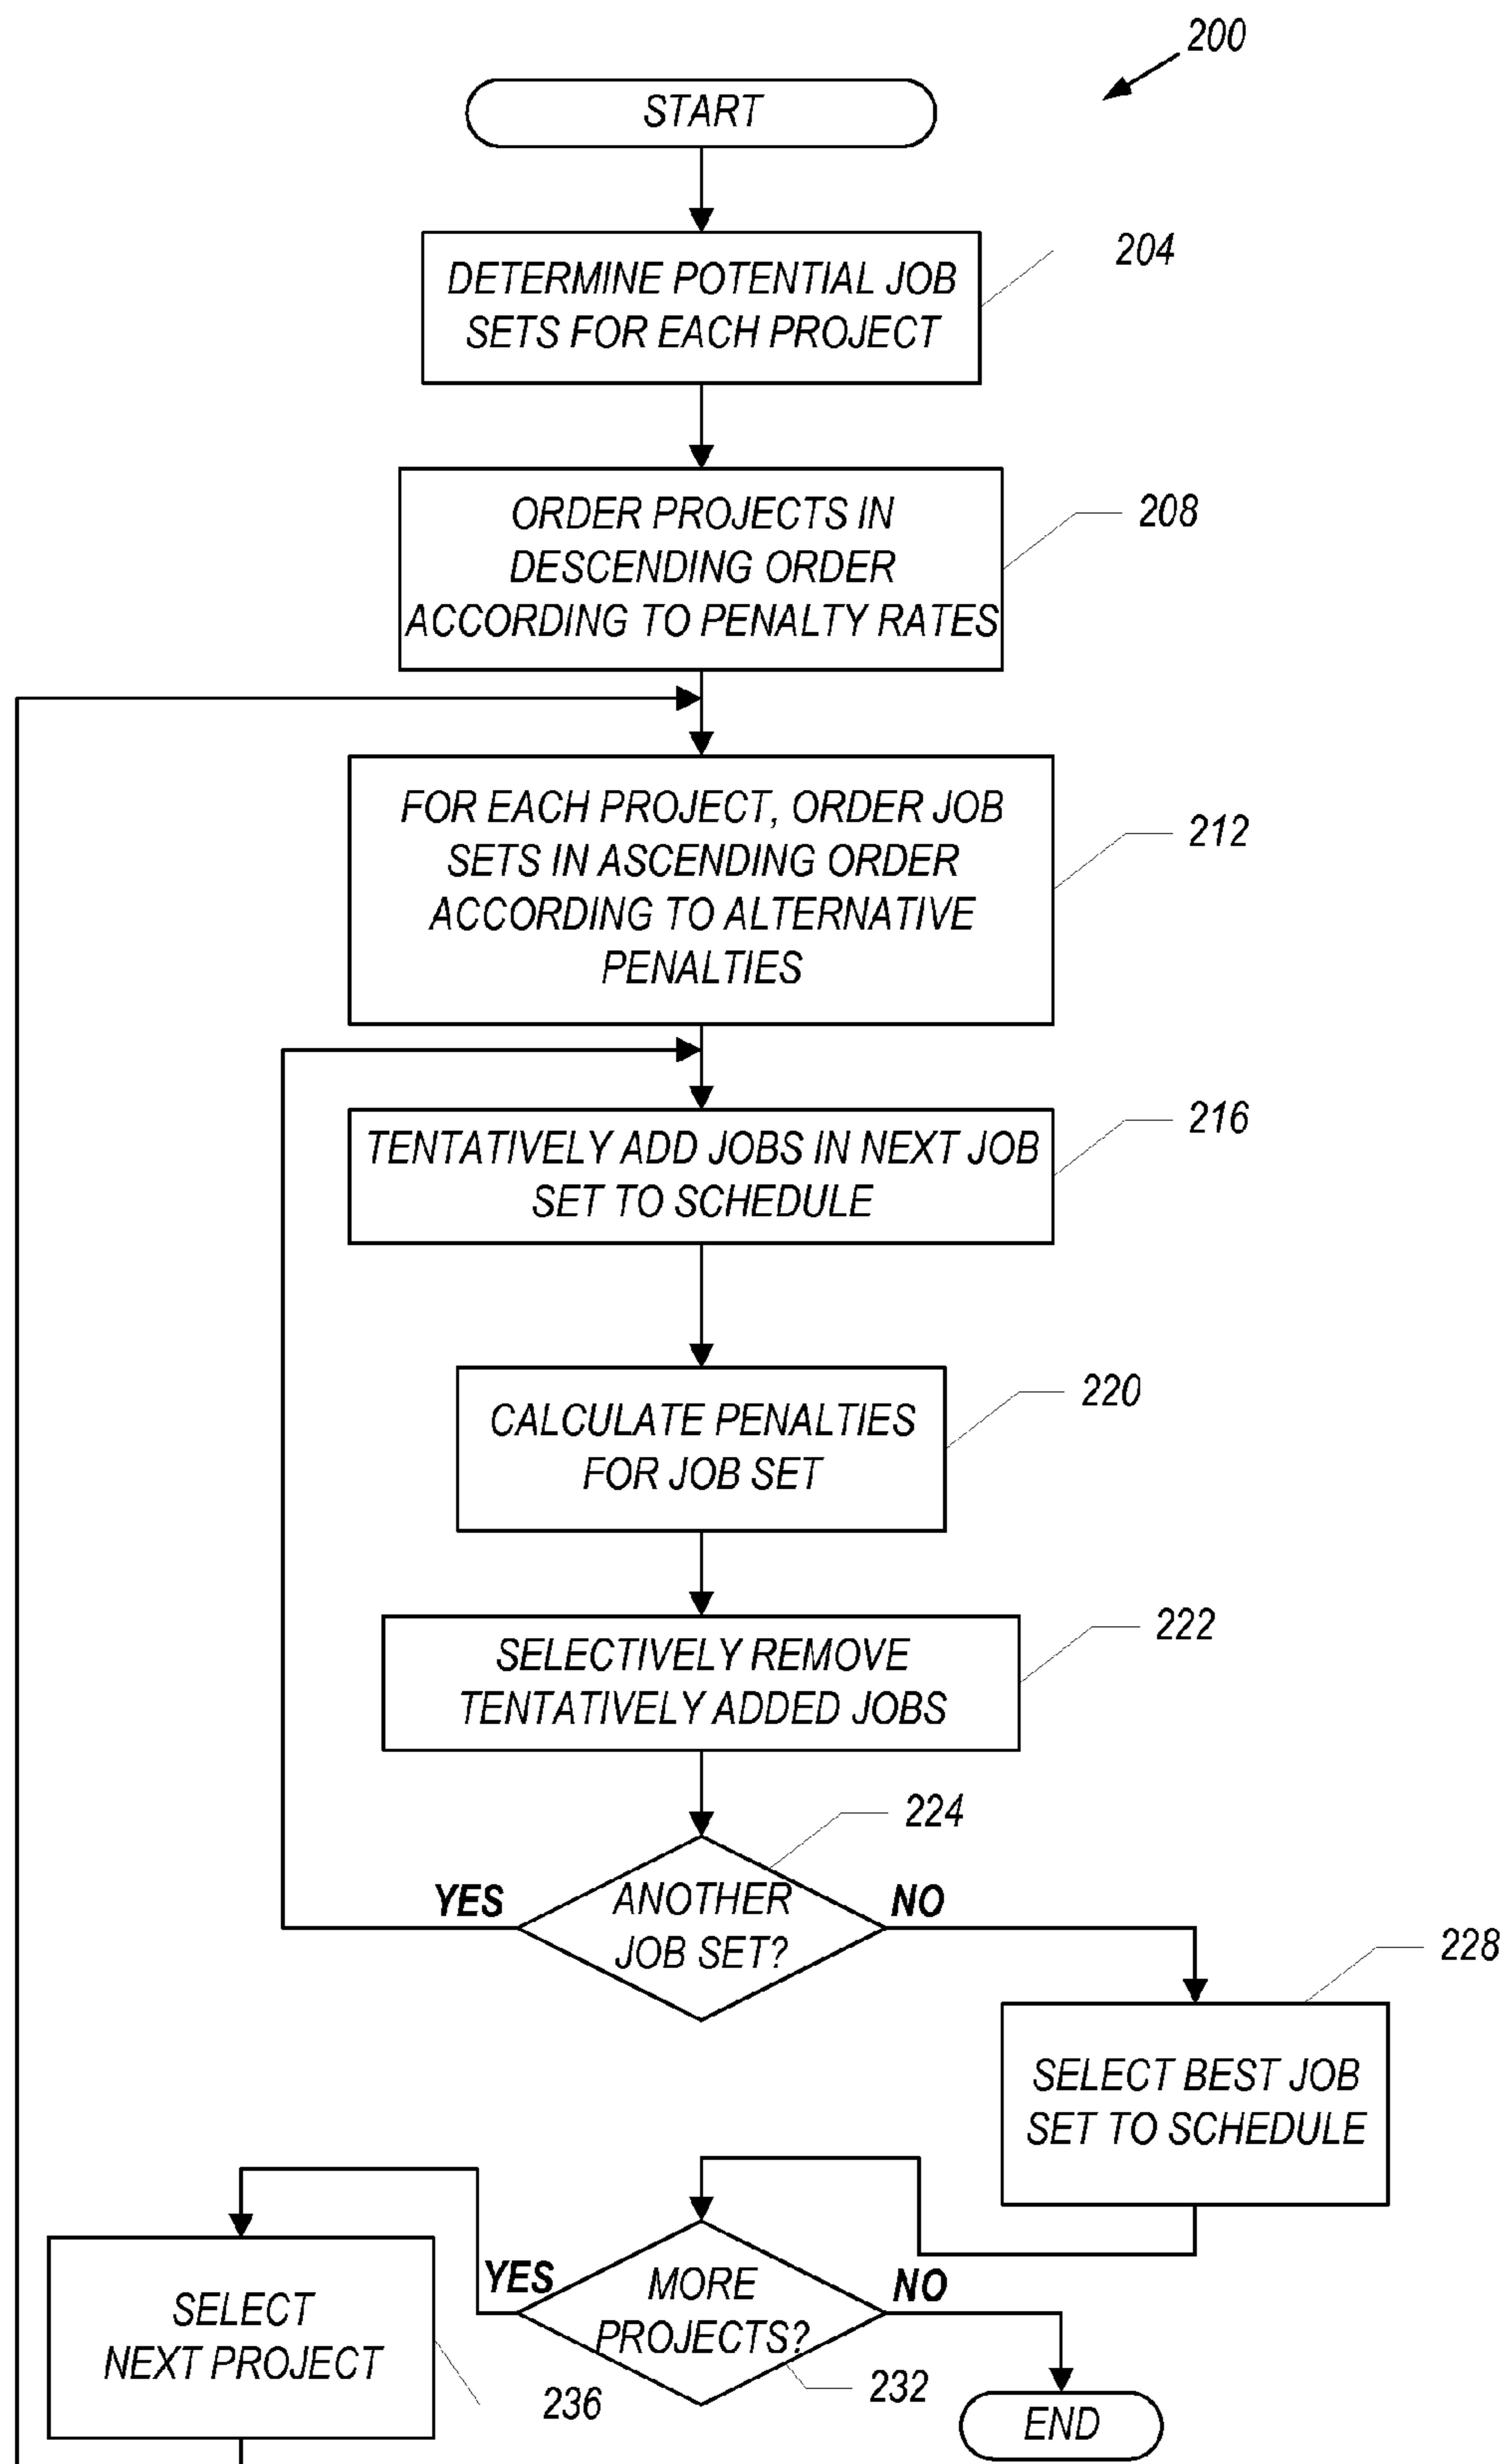 200
START
DETERMINE POTENTIAL JOB
SETS FOR EACH PROJECT
204
ORDER PROJECTS IN
DESCENDING ORDER
ACCORDING TO PENALTY RATES
208
FOR EACH PROJECT, ORDER JOB
SETS IN ASCENDING ORDER
ACCORDING TO ALTERNATIVE
PENALTIES
212
TENTATIVELY ADD JOBS IN NEXT JOB
SET TO SCHEDULE
216
CALCULATE PENALTIES
FOR JOB SET
220
SELECTIVELY REMOVE
TENTATIVELY ADDED JOBS
222
224
YES
ANOTHER
JOB SET?
NO
228
SELECT BEST JOB
SET TO SCHEDULE
YES
MORE
PROJECTS?
NO
232
SELECT
NEXT PROJECT
236
END